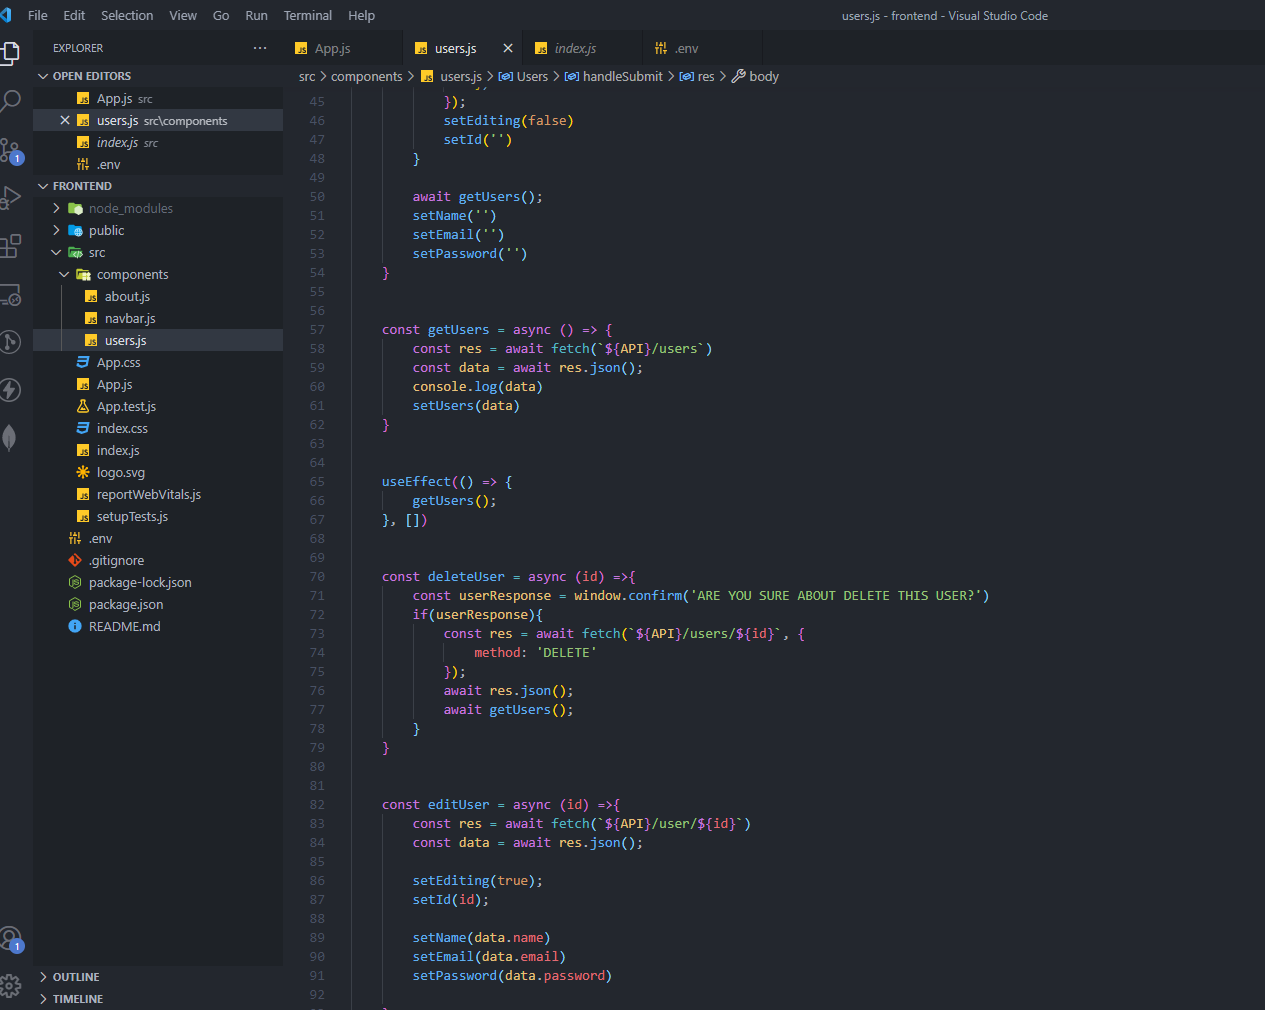 File Edit Selection View Go Run Terminal Help
users.js - frontend - Visual Studio Code
EXPLORER ···
App.js
users.js
index.js
.env
src > components > users.js > Users > handleSubmit > res > body
OPEN EDITORS
App.js src
users.js src\components
index.js src
.env
FRONTEND
node_modules
public
src
components
about.js
navbar.js
users.js
App.css
App.js
App.test.js
index.css
index.js
logo.svg
reportWebVitals.js
setupTests.js
.env
.gitignore
package-lock.json
package.json
README.md
OUTLINE
TIMELINE
1
1
45 });
46 setEditing(false)
47 setId('')
48 }
49
50 await getUsers();
51 setName('')
52 setEmail('')
53 setPassword('')
54 }
55
56
57 const getUsers = async () => {
58 const res = await fetch(`${API}/users`)
59 const data = await res.json();
60 console.log(data)
61 setUsers(data)
62 }
63
64
65 useEffect(() => {
66 getUsers();
67 }, [])
68
69
70 const deleteUser = async (id) =>{
71 const userResponse = window.confirm('ARE YOU SURE ABOUT DELETE THIS USER?')
72 if(userResponse){
73 const res = await fetch(`${API}/users/${id}`, {
74 method: 'DELETE'
75 });
76 await res.json();
77 await getUsers();
78 }
79 }
80
81
82 const editUser = async (id) =>{
83 const res = await fetch(`${API}/user/${id}`)
84 const data = await res.json();
85
86 setEditing(true);
87 setId(id);
88
89 setName(data.name)
90 setEmail(data.email)
91 setPassword(data.password)
92